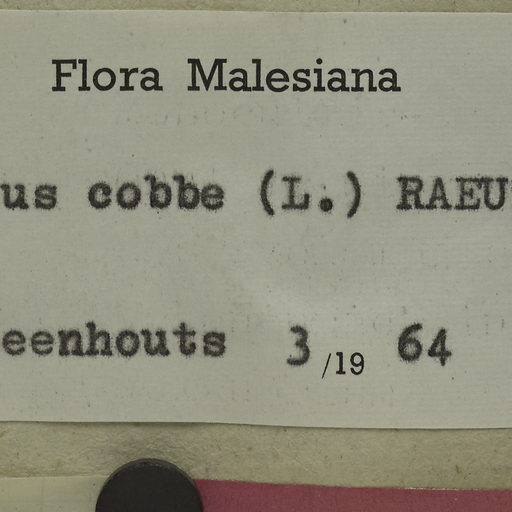 Flora Malesiana
us cobbe (L.) RAEU
eenhouts 3/19 64